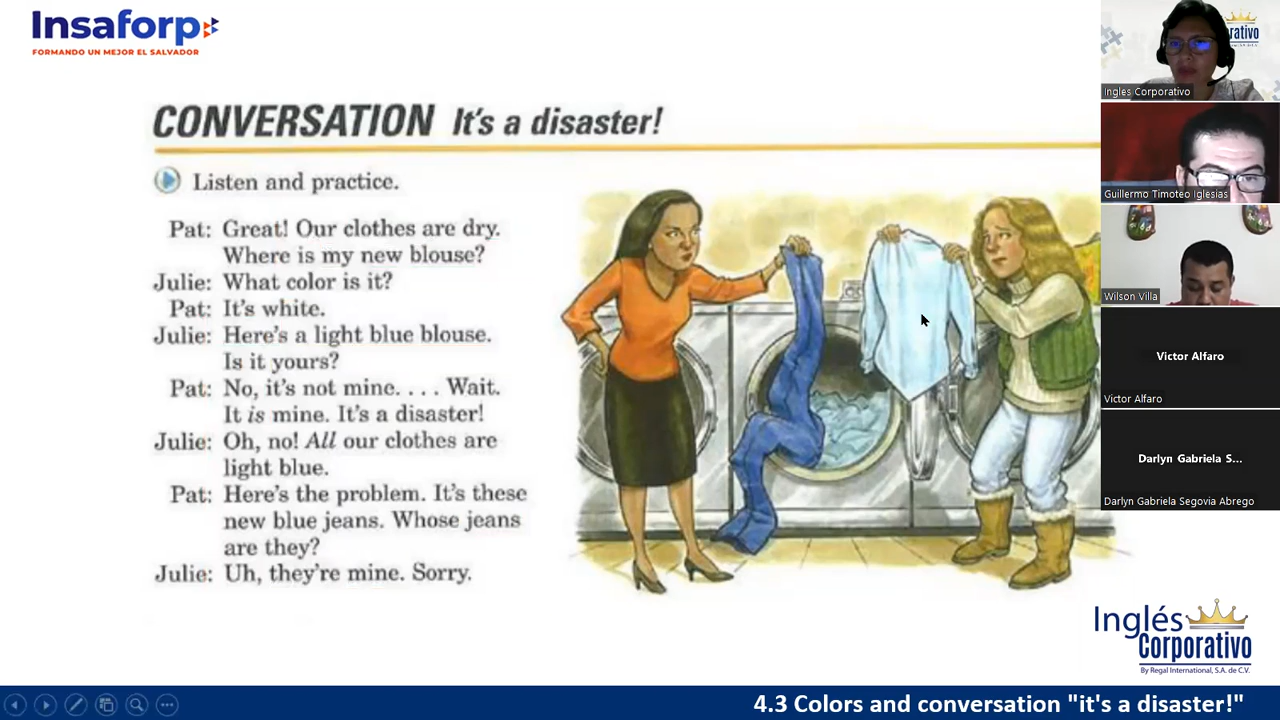 Insaforp
FORMANDO UN MEJOR EL SALVADOR
CONVERSATION It's a disaster!
Listen and practice.
Pat: Great! Our clothes are dry.
Where is my new blouse?
Julie: What color is it?
Pat: It's white.
Julie: Here's a light blue blouse.
Is it yours?
Pat: No, it's not mine. . . . Wait.
It is mine. It's a disaster!
Julie: Oh, no! All our clothes are
light blue.
Pat: Here's the problem. It's these
new blue jeans. Whose jeans
are they?
Julie: Uh, they're mine. Sorry.
Ingles Corporativo
Guillermo Timoteo Iglesias
Wilson Villa
Victor Alfaro
Victor Alfaro
Darlyn Gabriela S...
Darlyn Gabriela Segovia Abrego
Inglés
Corporativo
By Regal International, S.A. de C.V.
4.3 Colors and conversation "it's a disaster!"